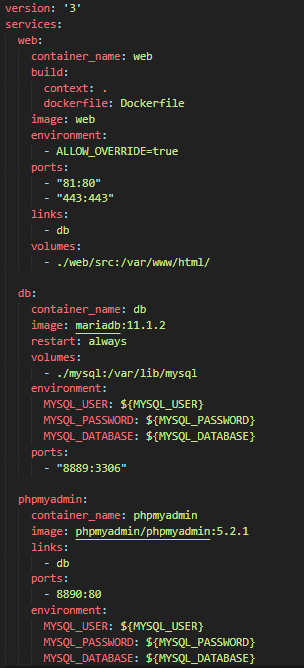 version: '3'
services:
  web:
    container_name: web
    build:
      context: .
      dockerfile: Dockerfile
    image: web
    environment:
      - ALLOW_OVERRIDE=true
    ports:
      - "81:80"
      - "443:443"
    links:
      - db
    volumes:
      - ./web/src:/var/www/html/
  db:
    container_name: db
    image: mariadb:11.1.2
    restart: always
    volumes:
      - ./mysql:/var/lib/mysql
    environment:
      MYSQL_USER: ${MYSQL_USER}
      MYSQL_PASSWORD: ${MYSQL_PASSWORD}
      MYSQL_DATABASE: ${MYSQL_DATABASE}
    ports:
      - "8889:3306"
  phpmyadmin:
    container_name: phpmyadmin
    image: phpmyadmin/phpmyadmin:5.2.1
    links:
      - db
    ports:
      - 8890:80
    environment:
      MYSQL_USER: ${MYSQL_USER}
      MYSQL_PASSWORD: ${MYSQL_PASSWORD}
      MYSQL_DATABASE: ${MYSQL_DATABASE}